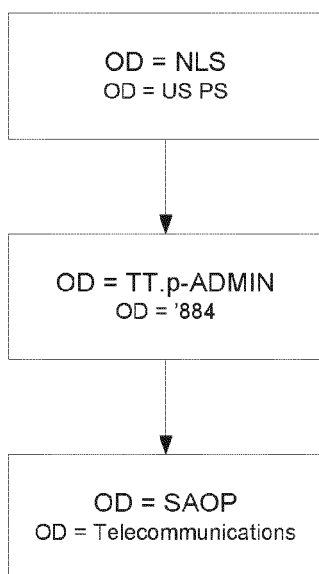 OD = NLS
OD = US PS
OD = TT.p-ADMIN
OD = '884
OD = SAOP
OD = Telecommunications